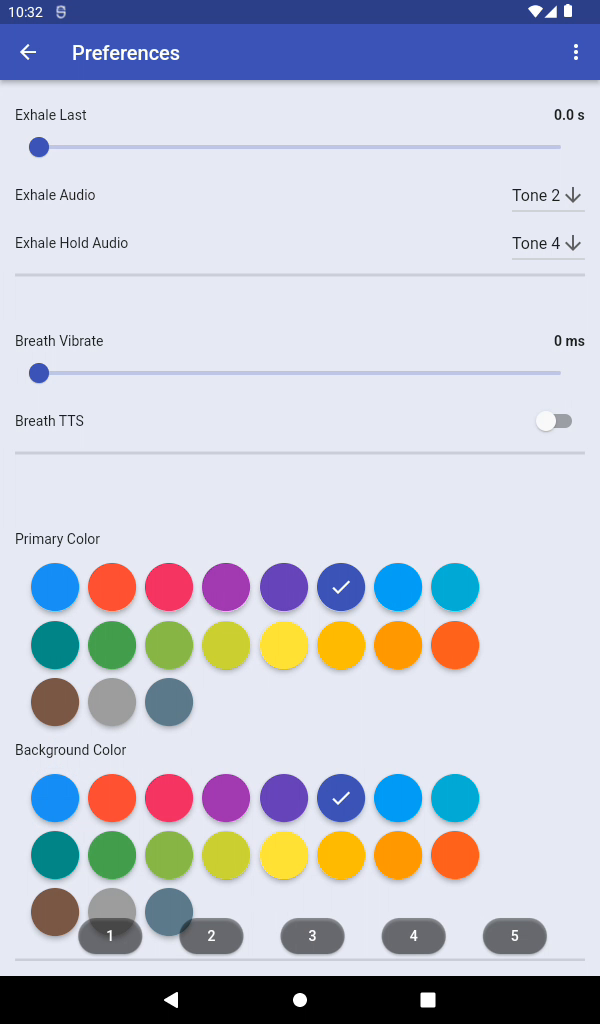 10:32
Preferences
Exhale Last 0.0 s
Exhale Audio Tone 2
Exhale Hold Audio Tone 4
Breath Vibrate 0 ms
Breath TTS
Primary Color
Background Color
1 2 3 4 5